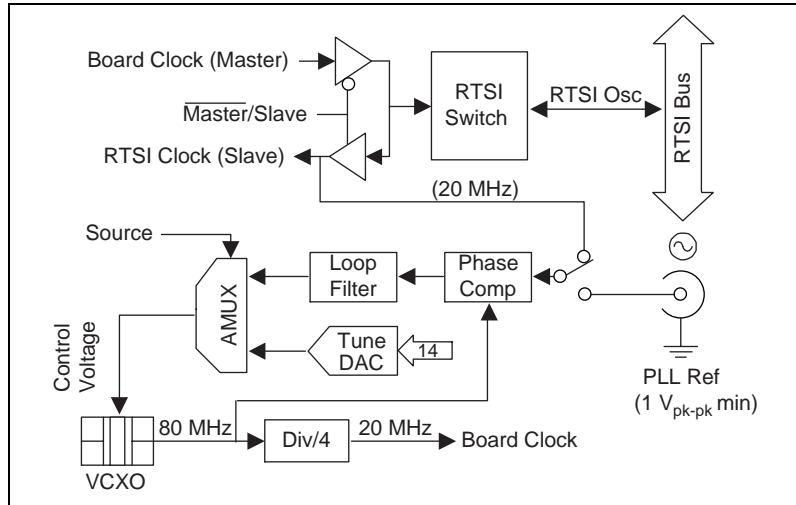 Board Clock (Master)
Master/Slave
RTSI Clock (Slave)
RTSI
Switch
RTSI Osc
RTSI Bus
(20 MHz)
Source
Loop
Filter
Phase
Comp
AMUX
Tune
DAC
14
Control
Voltage
PLL Ref
(1 Vpk-pk min)
80 MHz
Div/4
20 MHz
Board Clock
VCXO